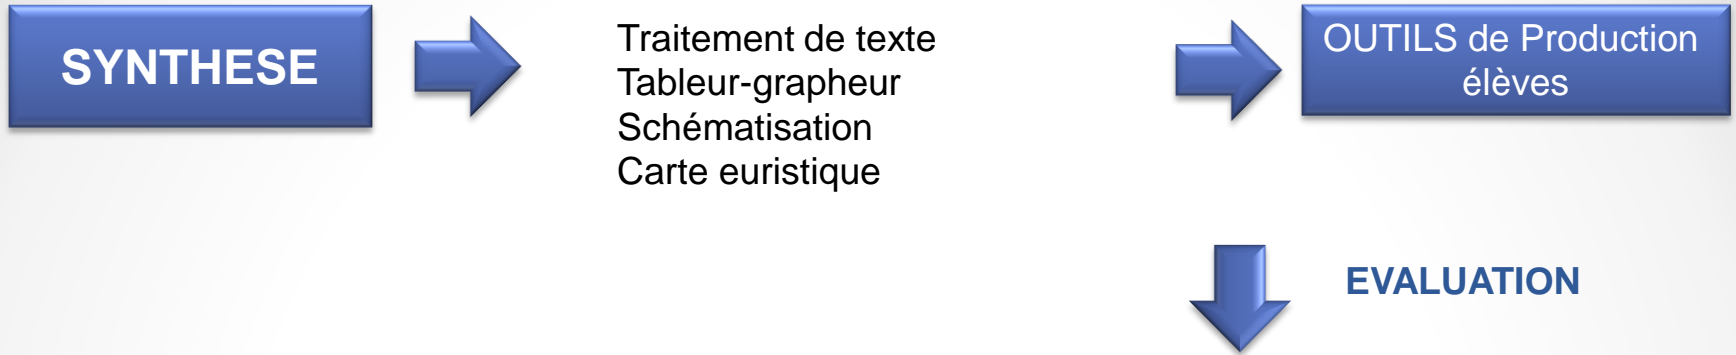 SYNTHESE
Traitement de texte
Tableur-grapheur
Schématisation
Carte euristique
OUTILS de Production
élèves
EVALUATION